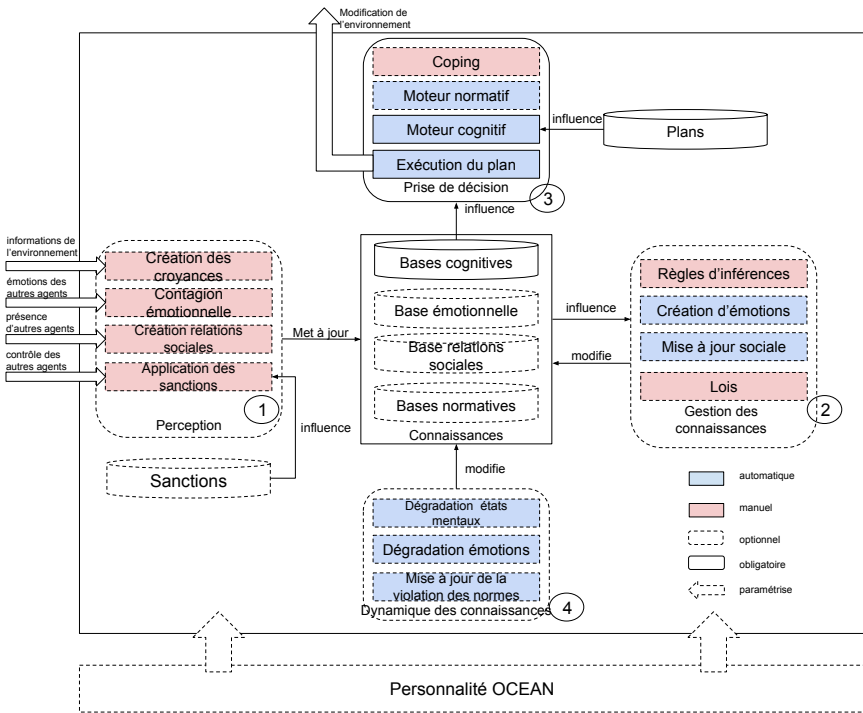 Modification de
l'environnement
Coping
Moteur normatif
Moteur cognitif
Exécution du plan
Prise de décision
3
influence
Plans
influence
informations de
l'environnement
émotions des
autres agents
présence
d'autres agents
contrôle des
autres agents
Création des
croyances
Contagion
émotionnelle
Création relations
sociales
Application des
sanctions
1
Perception
Met à jour
influence
Sanctions
Bases cognitives
Base émotionnelle
Base relations
sociales
Bases normatives
Connaissances
influence
modifie
Règles d'inférences
Création d'émotions
Mise à jour sociale
Lois
Gestion des
connaissances
2
modifie
Dégradation états
mentaux
Dégradation émotions
Mise à jour de la
violation des normes
Dynamique des connaissances
4
automatique
manuel
optionnel
obligatoire
paramétrise
Personnalité OCEAN